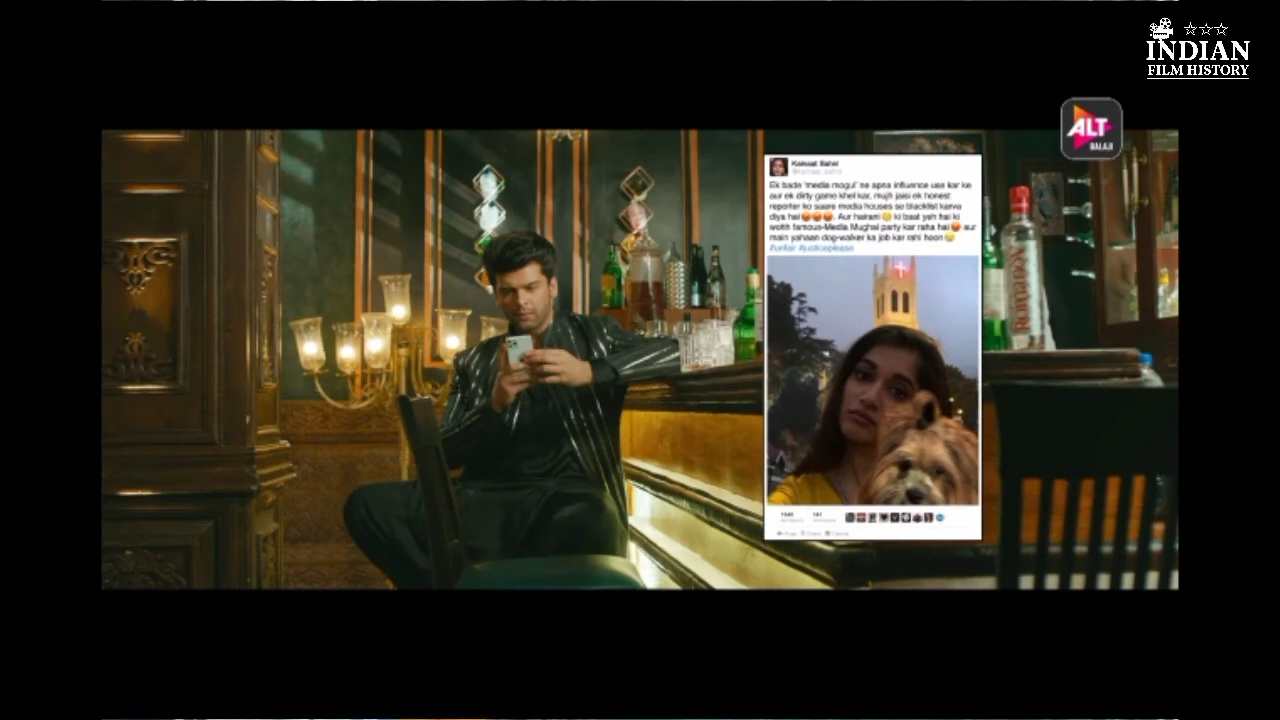 INDIAN
FILM HISTORY
ALT
BALAJI
Kainaat Sahni
Ek bade 'media mogul' ne apna influence use kar ke
aur ek dirty game khel kar, mujh jaisi ek honest
reporter ko saare media houses se blacklist karva
diya hai😡😡😡. Aur hairani😕 ki baat yeh hai ki
wohh famous-Media Mughal party kar raha hai😡 aur
main yahaan dog-walker ka job kar rahi hoon😢
#unfair #justiceplease
ROMANOV